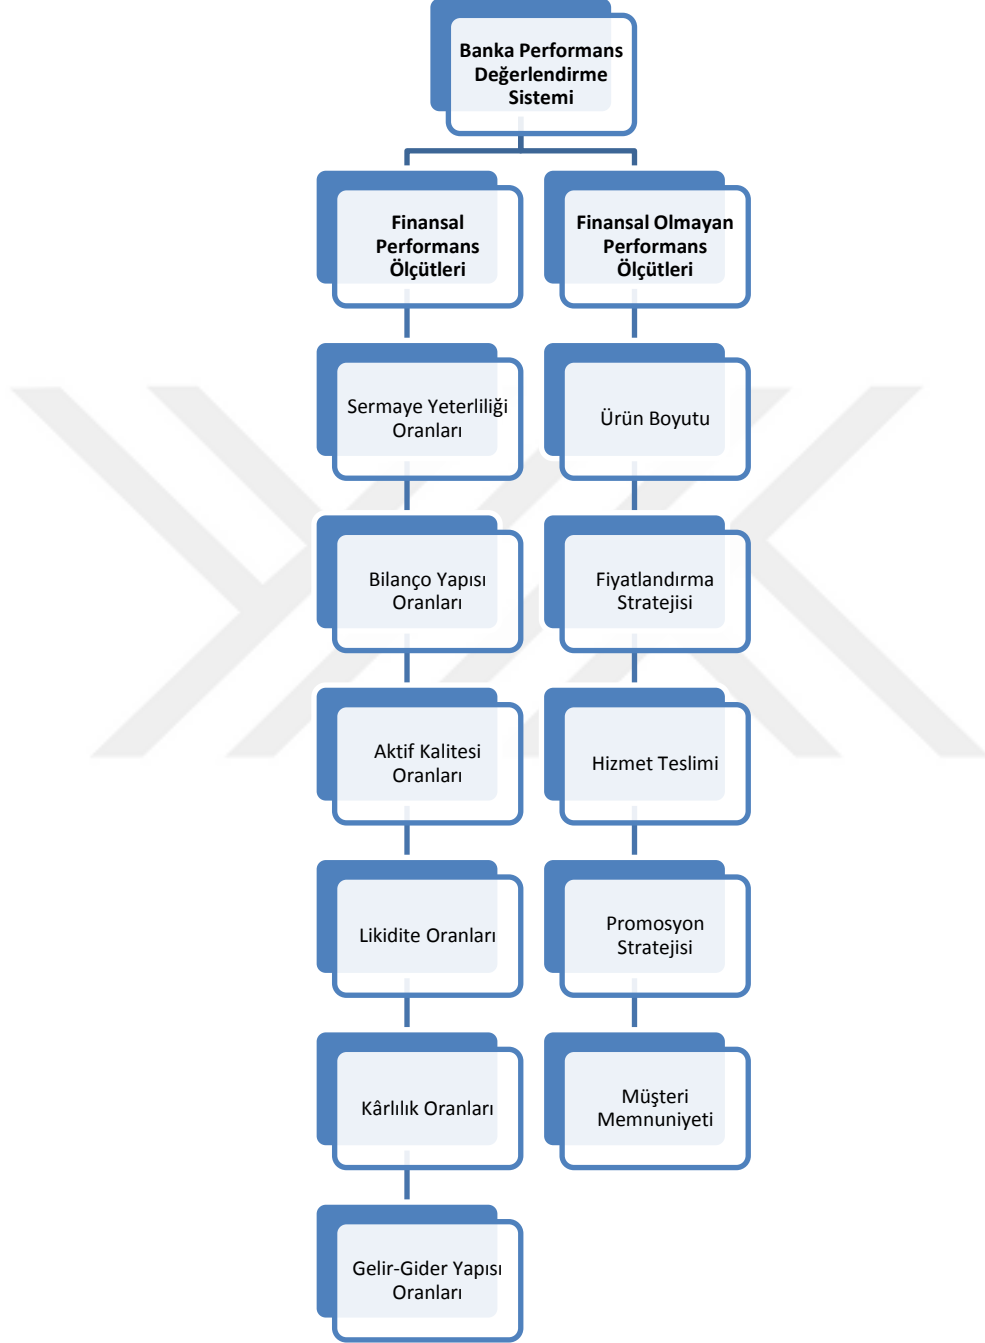 Banka Performans
Değerlendirme
Sistemi
Finansal
Performans
Ölçütleri
Finansal Olmayan
Performans
Ölçütleri
Sermaye Yeterliliği
Oranları
Ürün Boyutu
Bilanço Yapısı
Oranları
Fiyatlandırma
Stratejisi
Aktif Kalitesi
Oranları
Hizmet Teslimi
Likidite Oranları
Promosyon
Stratejisi
Kârlılık Oranları
Müşteri
Memnuniyeti
Gelir-Gider Yapısı
Oranları